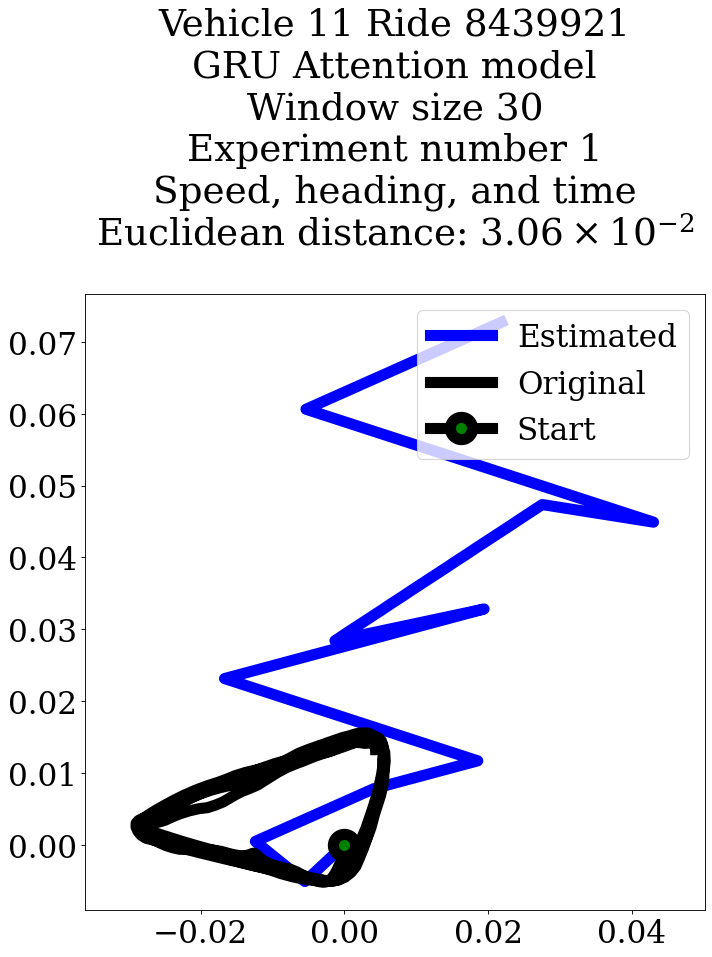 Vehicle 11 Ride 8439921
GRU Attention model
Window size 30
Experiment number 1
Speed, heading, and time
Euclidean distance: 3.06 × 10⁻²
Estimated
Original
Start
0.07
0.06
0.05
0.04
0.03
0.02
0.01
0.00
−0.02 0.00 0.02 0.04